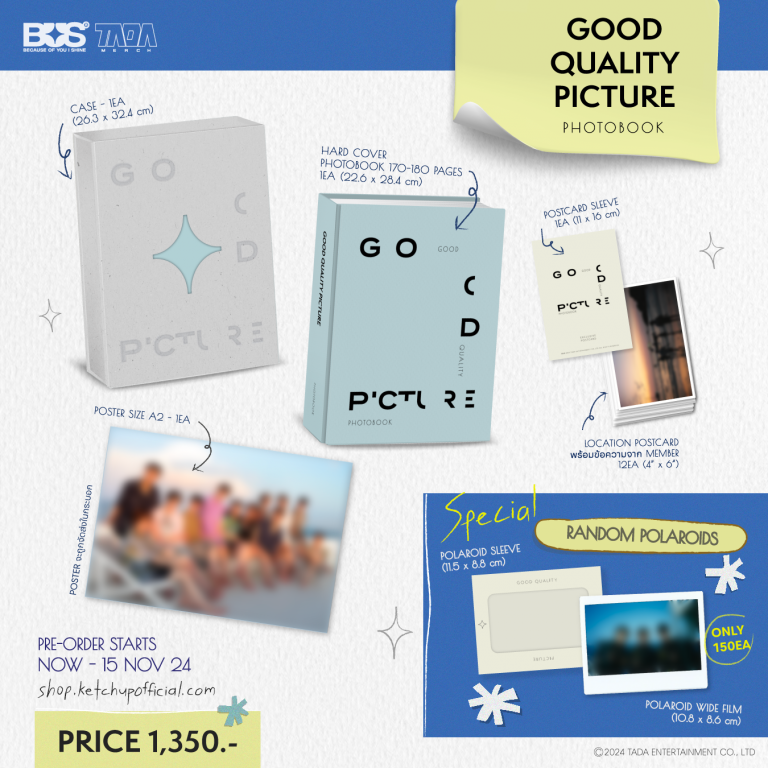 BUS
BECAUSE OF YOU I SHINE
TADA
MERCH
GOOD
QUALITY
PICTURE
PHOTOBOOK
CASE - 1EA
(26.3 x 32.4 cm)
GO
O
D
PICTURE
HARD COVER
PHOTOBOOK 170-180 PAGES
1EA (22.6 x 28.4 cm)
GOOD QUALITY PICTURE
GO
GOOD
O
D
QUALITY
PICTURE
PHOTOBOOK
POSTCARD SLEEVE
1EA (11 x 16 cm)
GO
O
D
PICTURE
LOCATION POSTCARD
พร้อมข้อความจาก MEMBER
12EA (4" x 6")
POSTER SIZE A2 - 1EA
POSTER จะถูกจัดส่งในกระบอก
Special
RANDOM POLAROIDS
POLAROID SLEEVE
(11.5 x 8.8 cm)
GOOD QUALITY
PICTURE
ONLY
150EA
POLAROID WIDE FILM
(10.8 x 8.6 cm)
PRE-ORDER STARTS
NOW - 15 NOV 24
shop.ketchupofficial.com
PRICE 1,350.-
©2024 TADA ENTERTAINMENT CO., LTD